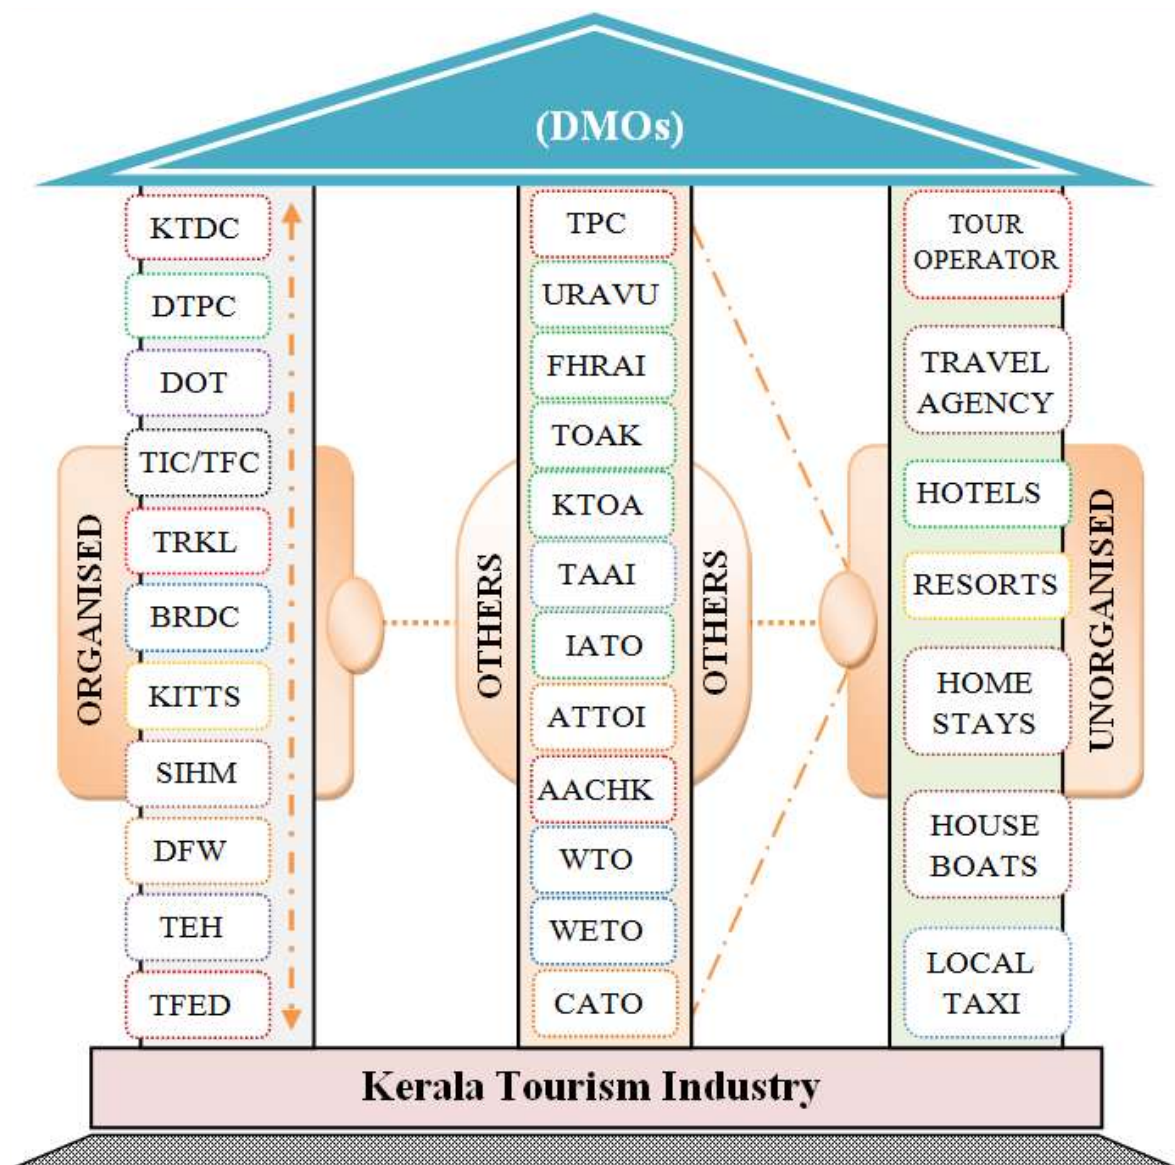 (DMOs)
ORGANISED
KTDC
DTPC
DOT
TIC/TFC
TRKL
BRDC
KITTS
SIHM
DFW
TEH
TFED
OTHERS
TPC
URAVU
FHRAI
TOAK
KTOA
TAAI
IATO
ATTOI
AACHK
WTO
WETO
CATO
OTHERS
TOUR
OPERATOR
TRAVEL
AGENCY
HOTELS
RESORTS
HOME
STAYS
HOUSE
BOATS
LOCAL
TAXI
UNORGANISED
Kerala Tourism Industry